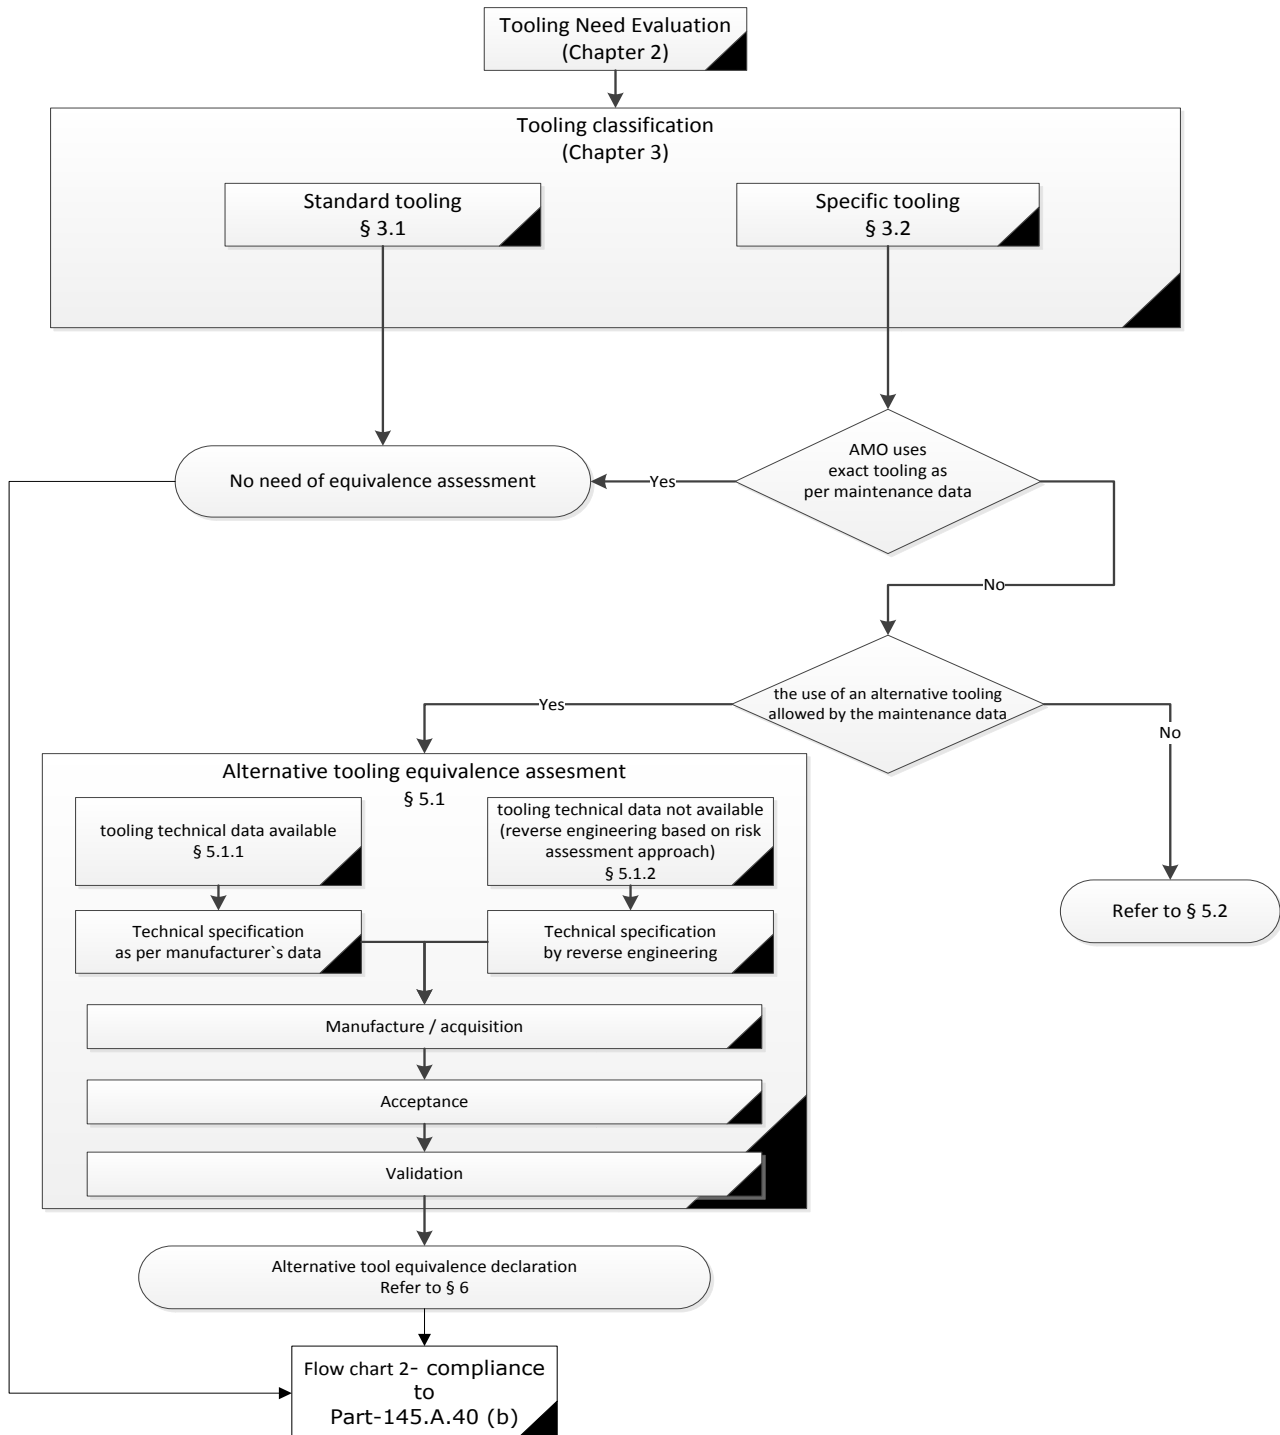 Tooling Need Evaluation
(Chapter 2)
Tooling classification
(Chapter 3)
Standard tooling
§ 3.1
Specific tooling
§ 3.2
AMO uses
exact tooling as
per maintenance data
No need of equivalence assessment
Yes
No
the use of an alternative tooling
allowed by the maintenance data
Yes
No
Alternative tooling equivalence assesment
§ 5.1
tooling technical data available
§ 5.1.1
tooling technical data not available
(reverse engineering based on risk
assessment approach)
§ 5.1.2
Refer to § 5.2
Technical specification
as per manufacturer`s data
Technical specification
by reverse engineering
Manufacture / acquisition
Acceptance
Validation
Alternative tool equivalence declaration
Refer to § 6
Flow chart 2- compliance
to
Part-145.A.40 (b)